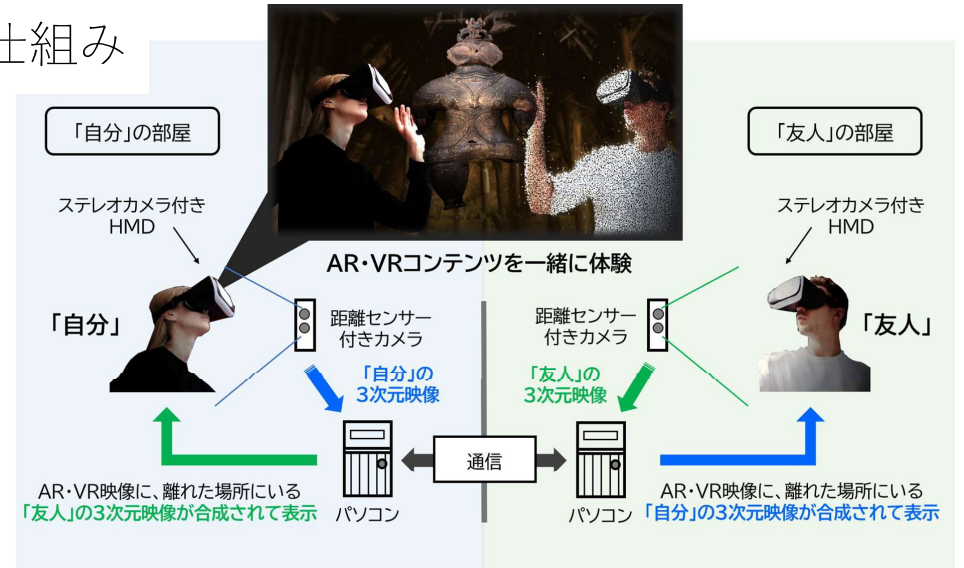 仕組み
「自分」の部屋
ステレオカメラ付き
HMD
「自分」
距離センサー
付きカメラ
「自分」の
3次元映像
パソコン
AR・VR映像に、離れた場所にいる
「友人」の3次元映像が合成されて表示
AR・VRコンテンツを一緒に体験
通信
「友人」の部屋
ステレオカメラ付き
HMD
「友人」
距離センサー
付きカメラ
「友人」の
3次元映像
パソコン
AR・VR映像に、離れた場所にいる
「自分」の3次元映像が合成されて表示